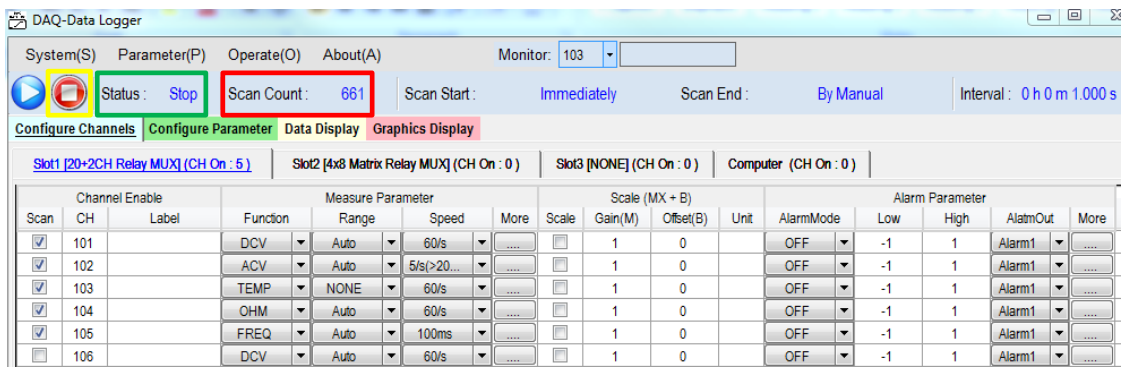 DAQ-Data Logger
System(S) Parameter(P) Operate(O) About(A) Monitor: 103
Status : Stop Scan Count : 661 Scan Start : Immediately Scan End : By Manual Interval : 0 h 0 m 1.000 s
Configure Channels Configure Parameter Data Display Graphics Display
Slot1 [20+2CH Relay MUX] (CH On : 5 ) Slot2 [4x8 Matrix Relay MUX] (CH On : 0 ) Slot3 [NONE] (CH On : 0 ) Computer (CH On : 0 )
Channel Enable Measure Parameter Scale (MX + B) Alarm Parameter
Scan CH Label Function Range Speed More Scale Gain(M) Offset(B) Unit AlarmMode Low High AlatmOut More
101 DCV Auto 60/s .... 1 0 OFF -1 1 Alarm1 ....
102 ACV Auto 5/s(>20... .... 1 0 OFF -1 1 Alarm1 ....
103 TEMP NONE 60/s .... 1 0 OFF -1 1 Alarm1 ....
104 OHM Auto 60/s .... 1 0 OFF -1 1 Alarm1 ....
105 FREQ Auto 100ms .... 1 0 OFF -1 1 Alarm1 ....
106 DCV Auto 60/s .... 1 0 OFF -1 1 Alarm1 ....